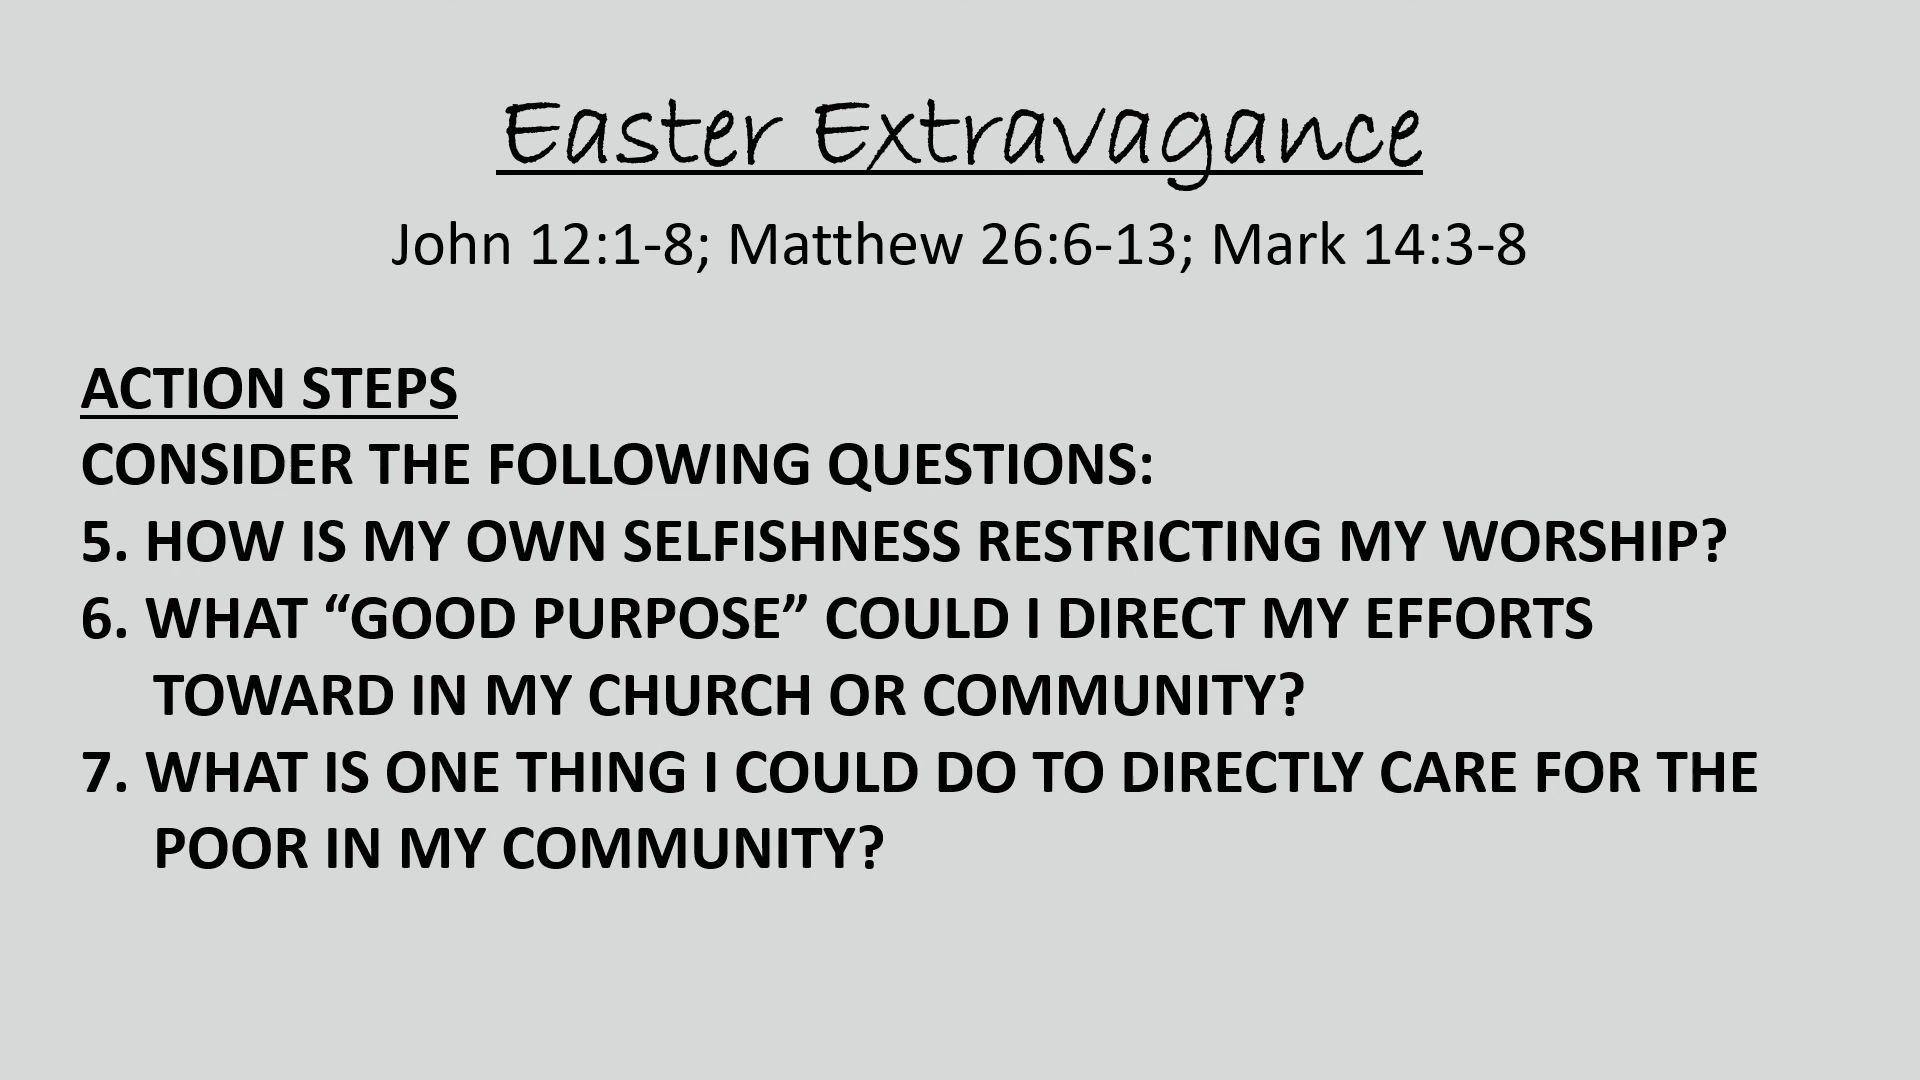 Easter Extravagance
John 12:1-8; Matthew 26:6-13; Mark 14:3-8
ACTION STEPS
CONSIDER THE FOLLOWING QUESTIONS:
5. HOW IS MY OWN SELFISHNESS RESTRICTING MY WORSHIP?
6. WHAT “GOOD PURPOSE” COULD I DIRECT MY EFFORTS
TOWARD IN MY CHURCH OR COMMUNITY?
7. WHAT IS ONE THING I COULD DO TO DIRECTLY CARE FOR THE
POOR IN MY COMMUNITY?